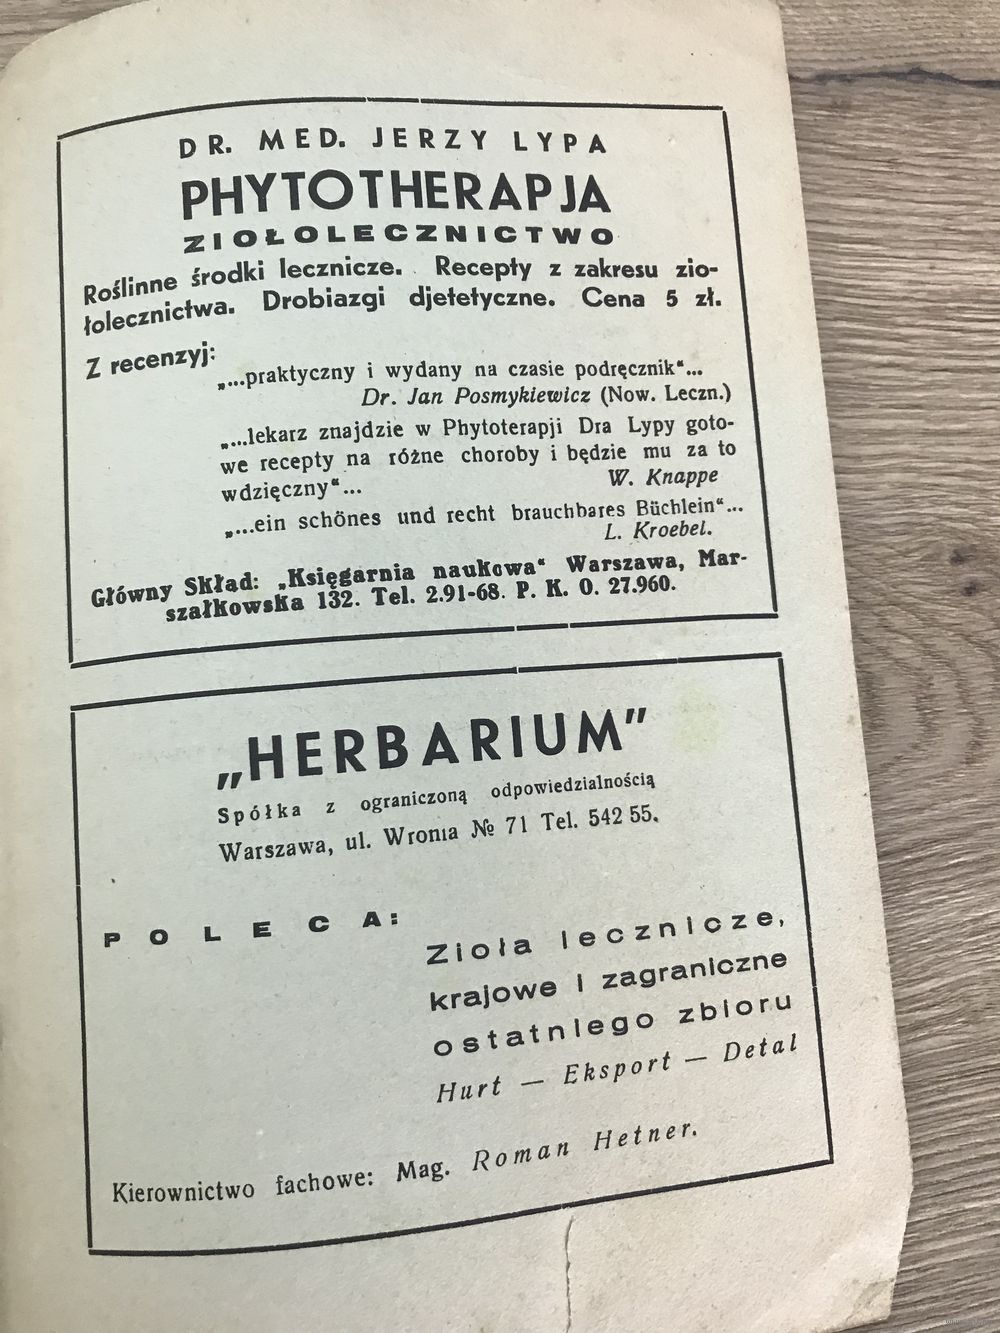 DR. MED. JERZY LYPA
PHYTOTHERAPJA
ZIOŁOLECZNICTWO
Roślinne środki lecznicze. Recepty z zakresu zio-
łolecznictwa. Drobiazgi djetetyczne. Cena 5 zł.
Z recenzyj:
„...praktyczny i wydany na czasie podręcznik“...
Dr. Jan Posmykiewicz (Now. Leczn.)
„...lekarz znajdzie w Phytoterapji Dra Lypy goto-
we recepty na różne choroby i będzie mu za to
wdzięczny“...
W. Knappe
„...ein schönes und recht brauchbares Büchlein“...
L. Kroebel.
Główny Skład: „Księgarnia naukowa“ Warszawa, Mar-
szałkowska 132. Tel. 2.91-68. P. K. O. 27.960.
„HERBARIUM”
Spółka z ograniczoną odpowiedzialnością
Warszawa, ul. Wronia № 71 Tel. 542 55.
POLECA:
Zioła lecznicze,
krajowe i zagraniczne
ostatniego zbioru
Hurt — Eksport — Detal
Kierownictwo fachowe: Mag. Roman Hetner.